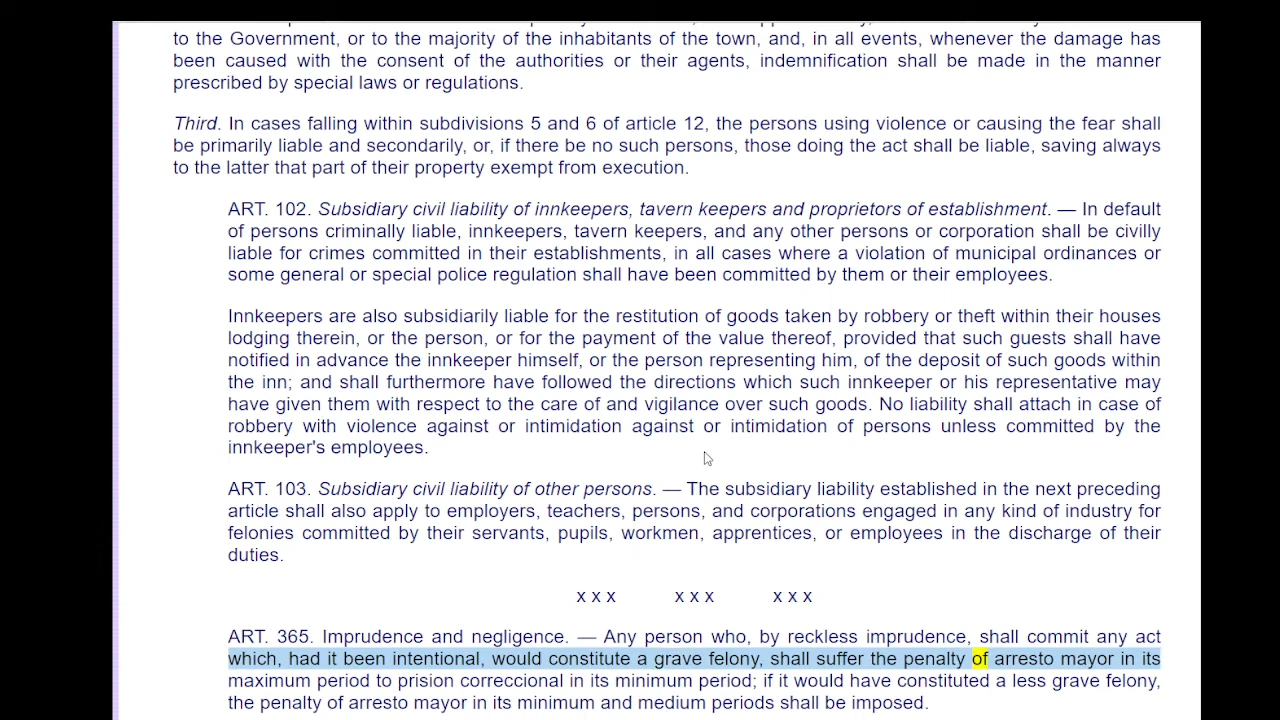 to the Government, or to the majority of the inhabitants of the town, and, in all events, whenever the damage has
been caused with the consent of the authorities or their agents, indemnification shall be made in the manner
prescribed by special laws or regulations.
Third. In cases falling within subdivisions 5 and 6 of article 12, the persons using violence or causing the fear shall
be primarily liable and secondarily, or, if there be no such persons, those doing the act shall be liable, saving always
to the latter that part of their property exempt from execution.
ART. 102. Subsidiary civil liability of innkeepers, tavern keepers and proprietors of establishment. — In default
of persons criminally liable, innkeepers, tavern keepers, and any other persons or corporation shall be civilly
liable for crimes committed in their establishments, in all cases where a violation of municipal ordinances or
some general or special police regulation shall have been committed by them or their employees.
Innkeepers are also subsidiarily liable for the restitution of goods taken by robbery or theft within their houses
lodging therein, or the person, or for the payment of the value thereof, provided that such guests shall have
notified in advance the innkeeper himself, or the person representing him, of the deposit of such goods within
the inn; and shall furthermore have followed the directions which such innkeeper or his representative may
have given them with respect to the care of and vigilance over such goods. No liability shall attach in case of
robbery with violence against or intimidation against or intimidation of persons unless committed by the
innkeeper's employees.
ART. 103. Subsidiary civil liability of other persons. — The subsidiary liability established in the next preceding
article shall also apply to employers, teachers, persons, and corporations engaged in any kind of industry for
felonies committed by their servants, pupils, workmen, apprentices, or employees in the discharge of their
duties.
x x x x x x x x x
ART. 365. Imprudence and negligence. — Any person who, by reckless imprudence, shall commit any act
which, had it been intentional, would constitute a grave felony, shall suffer the penalty of arresto mayor in its
maximum period to prision correccional in its minimum period; if it would have constituted a less grave felony,
the penalty of arresto mayor in its minimum and medium periods shall be imposed.